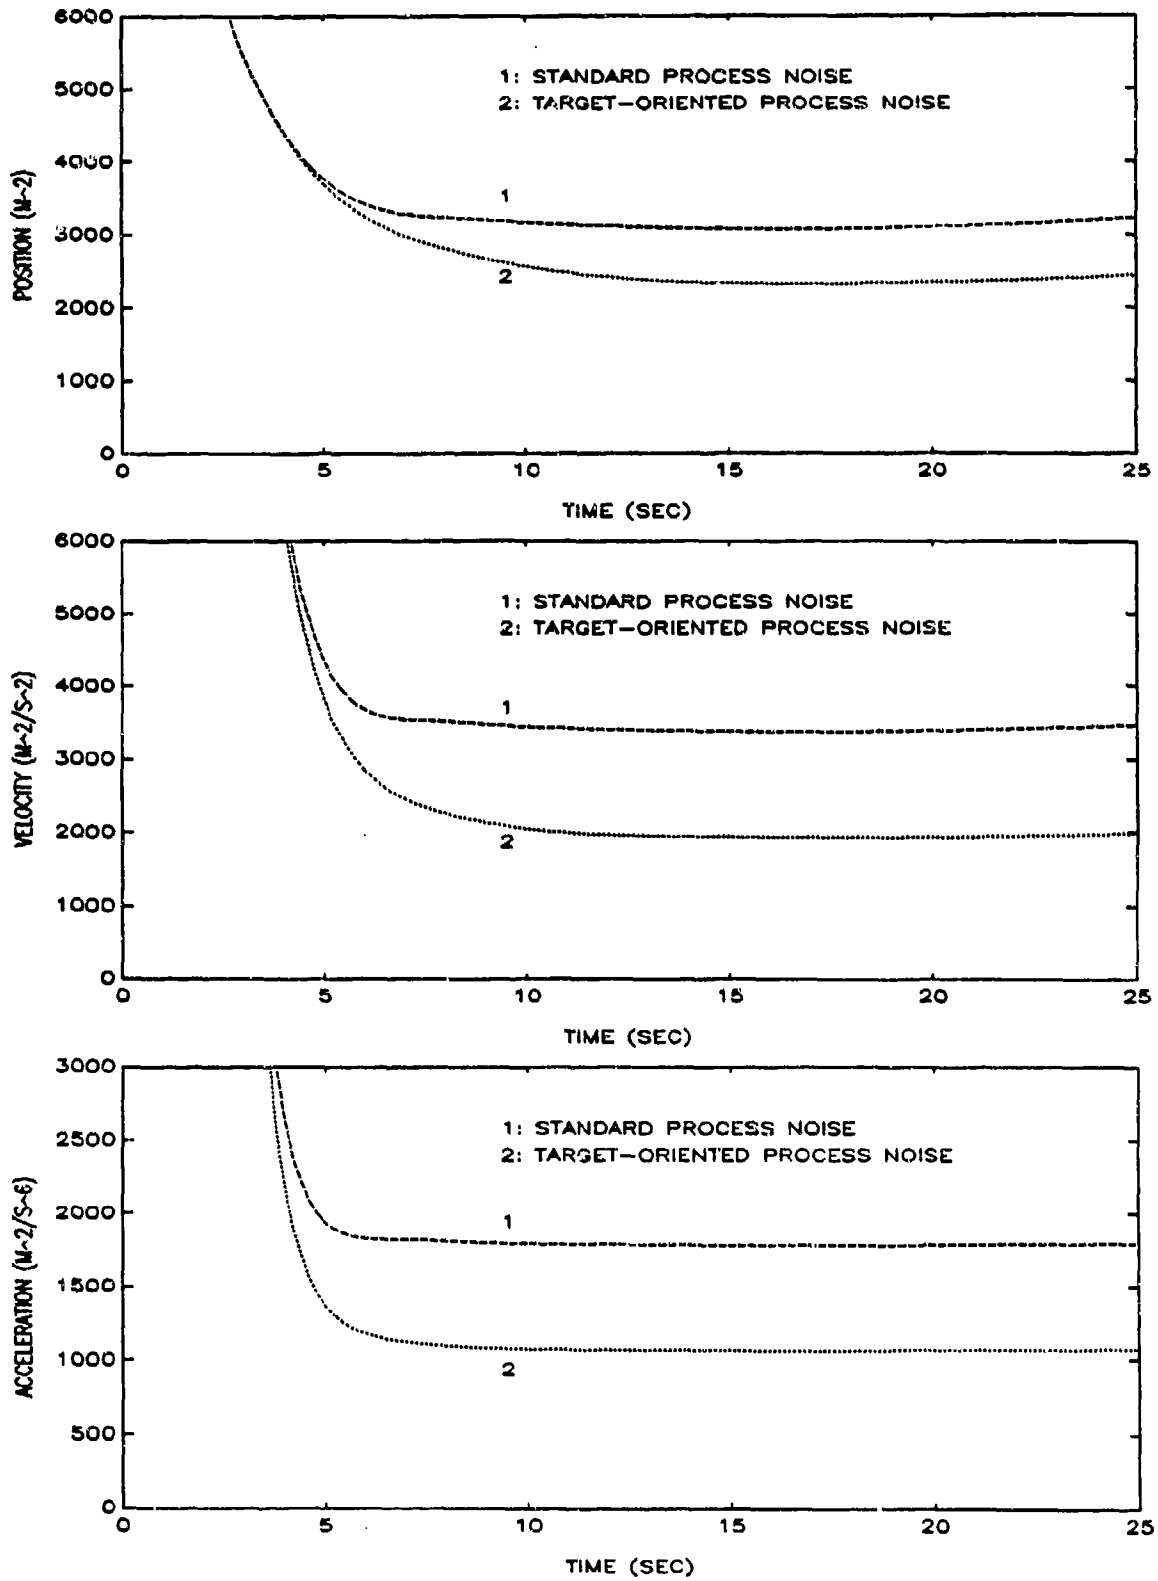 6000
5000
4000
3000
2000
1000
0
POSITION (M^2)
1: STANDARD PROCESS NOISE
2: TARGET-ORIENTED PROCESS NOISE
1
2
0 5 10 15 20 25
TIME (SEC)
6000
5000
4000
3000
2000
1000
0
VELOCITY (M^2/S^2)
1: STANDARD PROCESS NOISE
2: TARGET-ORIENTED PROCESS NOISE
1
2
0 5 10 15 20 25
TIME (SEC)
3000
2500
2000
1500
1000
500
0
ACCELERATION (M^2/S^6)
1: STANDARD PROCESS NOISE
2: TARGET-ORIENTED PROCESS NOISE
1
2
0 5 10 15 20 25
TIME (SEC)